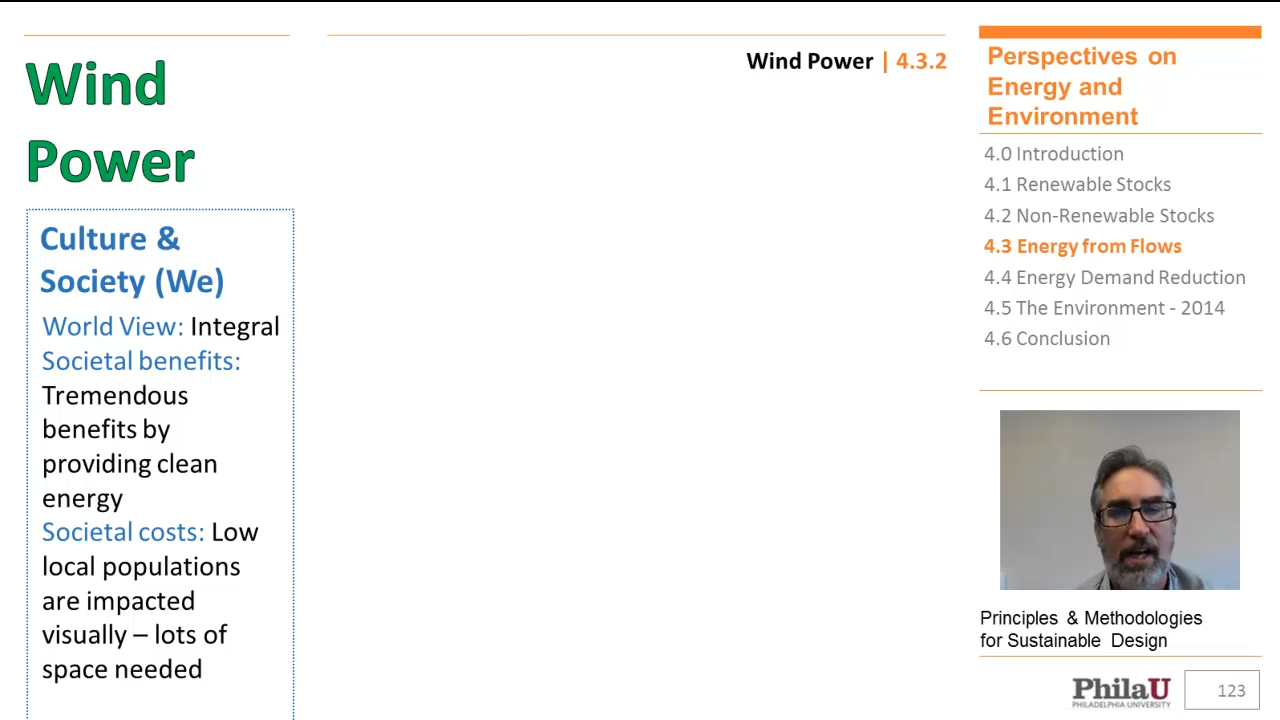 Wind
Power
Culture &
Society (We)
World View: Integral
Societal benefits:
Tremendous
benefits by
providing clean
energy
Societal costs: Low
local populations
are impacted
visually – lots of
space needed
Wind Power | 4.3.2
Perspectives on
Energy and
Environment
4.0 Introduction
4.1 Renewable Stocks
4.2 Non-Renewable Stocks
4.3 Energy from Flows
4.4 Energy Demand Reduction
4.5 The Environment - 2014
4.6 Conclusion
Principles & Methodologies
for Sustainable Design
PhilaU
PHILADELPHIA UNIVERSITY
123